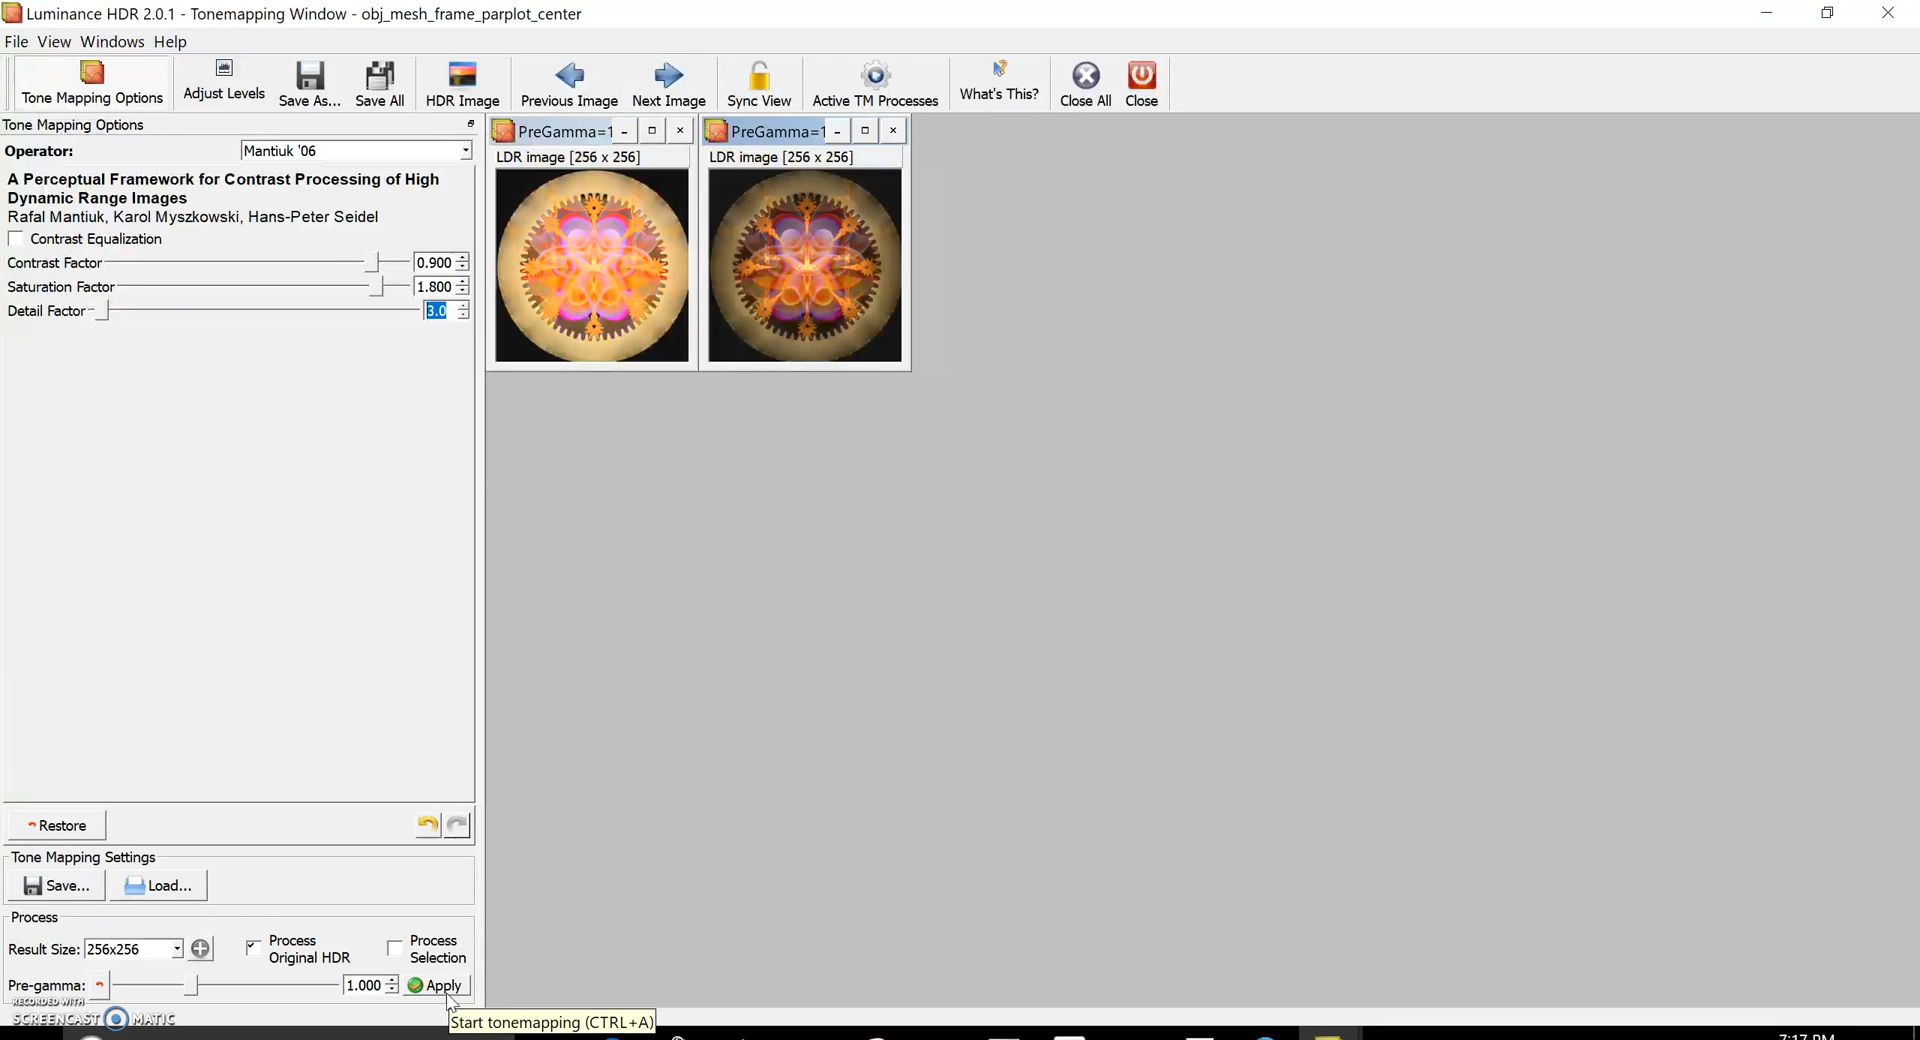 Luminance HDR 2.0.1 - Tonemapping Window - obj_mesh_frame_parplot_center
File View Windows Help
Tone Mapping Options Adjust Levels Save As... Save All HDR Image Previous Image Next Image Sync View Active TM Processes What's This? Close All Close
Tone Mapping Options
PreGamma=1 PreGamma=1
Operator: Mantiuk '06
LDR image [256 x 256] LDR image [256 x 256]
A Perceptual Framework for Contrast Processing of High
Dynamic Range Images
Rafal Mantiuk, Karol Myszkowski, Hans-Peter Seidel
Contrast Equalization
Contrast Factor 0.900
Saturation Factor 1.800
Detail Factor 3.0
Restore
Tone Mapping Settings
Save... Load...
Process
Result Size: 256x256 Process Original HDR Process Selection
Pre-gamma: 1.000 Apply
RECORDED WITH
SCREENCAST MATIC
Start tonemapping (CTRL+A)
7:17 PM